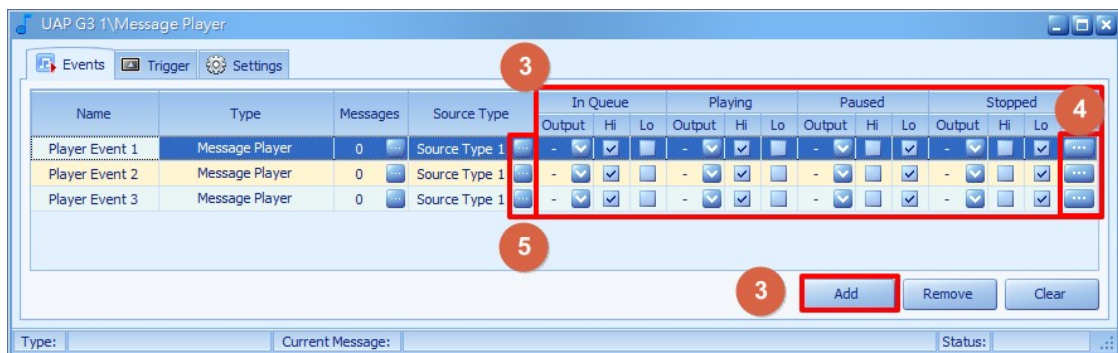 UAP G3 1\Message Player
Events Trigger Settings
3
Name Type Messages Source Type In Queue Playing Paused Stopped
4
Output Hi Lo Output Hi Lo Output Hi Lo Output Hi Lo
Player Event 1 Message Player 0 ... Source Type 1 ... - - - - ...
Player Event 2 Message Player 0 ... Source Type 1 ... - - - - ...
Player Event 3 Message Player 0 ... Source Type 1 ... - - - - ...
5
3 Add Remove Clear
Type: Current Message: Status: